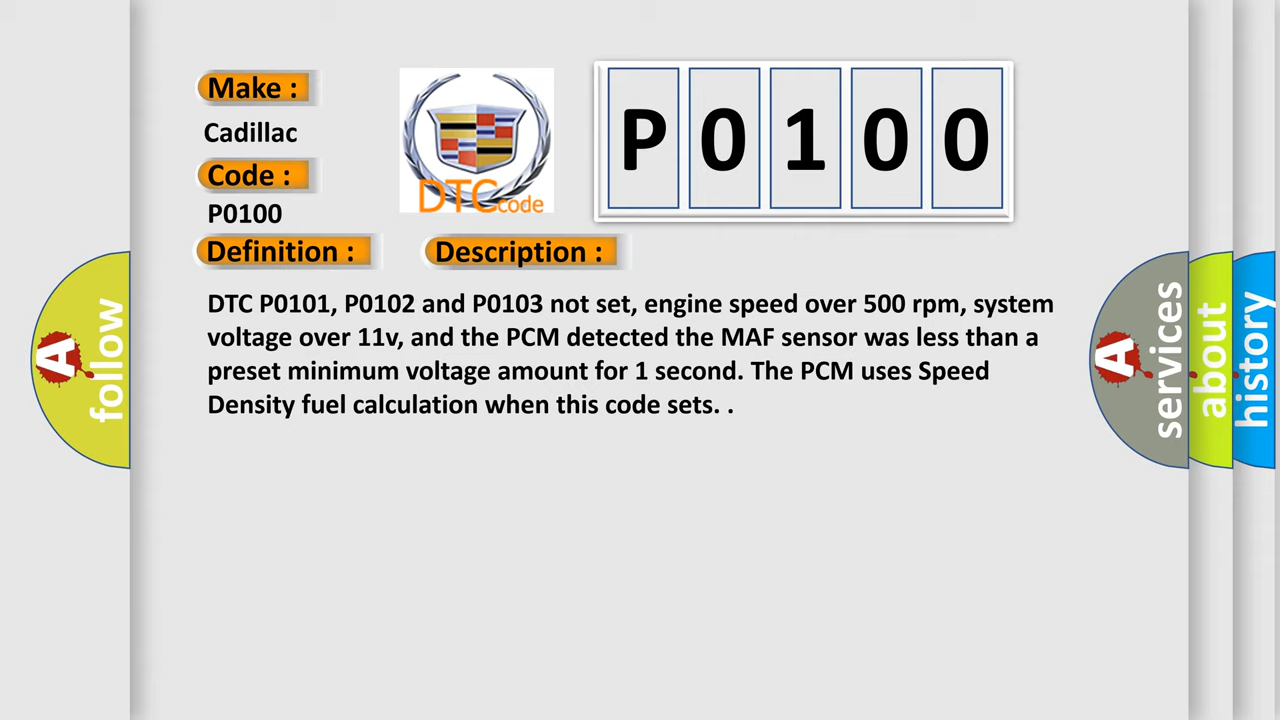 Make :
Cadillac
Code :
P0100
Definition :
Description :
DTC code
P0100
DTC P0101, P0102 and P0103 not set, engine speed over 500 rpm, system
voltage over 11v, and the PCM detected the MAF sensor was less than a
preset minimum voltage amount for 1 second. The PCM uses Speed
Density fuel calculation when this code sets. .
A follow
A services
about
history